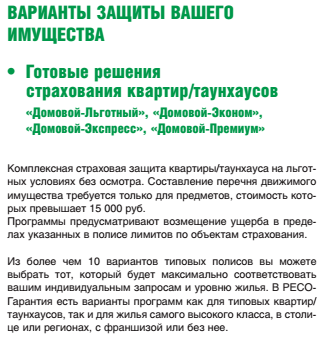 ВАРИАНТЫ ЗАЩИТЫ ВАШЕГО
ИМУЩЕСТВА
• Готовые решения
страхования квартир/таунхаусов
«Домовой-Льготный», «Домовой-Эконом»,
«Домовой-Экспресс», «Домовой-Премиум»
Комплексная страховая защита квартиры/таунхауса на льгот-
ных условиях без осмотра. Составление перечня движимого
имущества требуется только для предметов, стоимость кото-
рых превышает 15 000 руб.
Программы предусматривают возмещение ущерба в преде-
лах указанных в полисе лимитов по объектам страхования.
Из более чем 10 вариантов типовых полисов вы можете
выбрать тот, который будет максимально соответствовать
вашим индивидуальным запросам и уровню жилья. В РЕСО-
Гарантия есть варианты программ как для типовых квартир/
таунхаусов, так и для жилья самого высокого класса, в столи-
це или регионах, с франшизой или без нее.